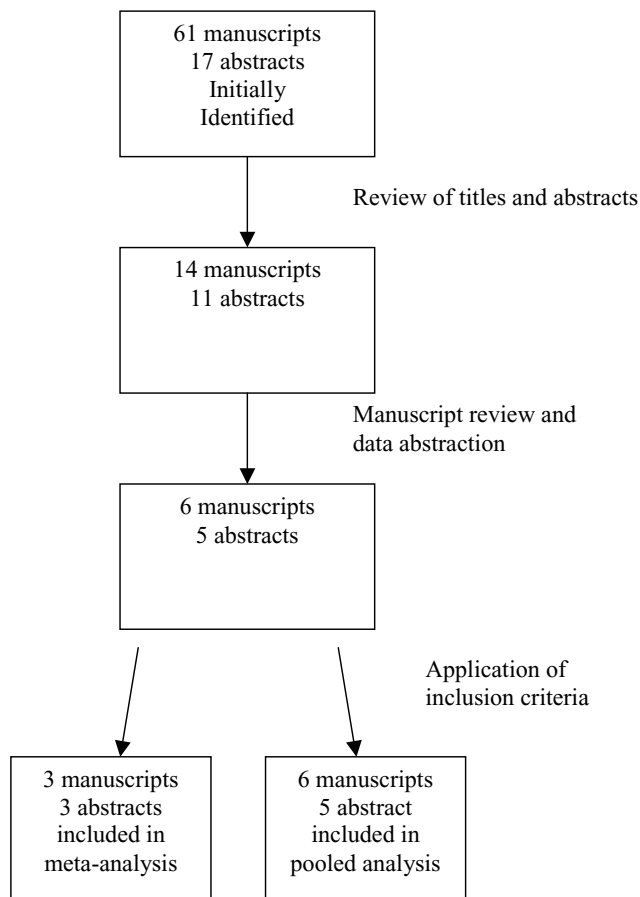 61 manuscripts
17 abstracts
Initially
Identified
Review of titles and abstracts
14 manuscripts
11 abstracts
Manuscript review and
data abstraction
6 manuscripts
5 abstracts
Application of
inclusion criteria
3 manuscripts
3 abstracts
included in
meta-analysis
6 manuscripts
5 abstract
included in
pooled analysis